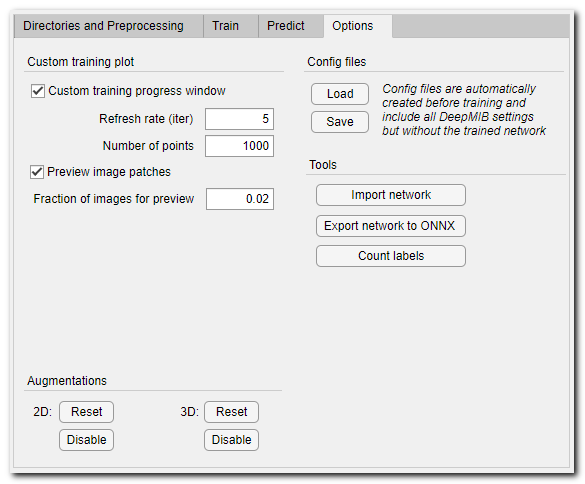 Directories and Preprocessing Train Predict Options
Custom training plot
Custom training progress window
Refresh rate (iter) 5
Number of points 1000
Preview image patches
Fraction of images for preview 0.02
Config files
Load
Save
Config files are automatically
created before training and
include all DeepMIB settings
but without the trained network
Tools
Import network
Export network to ONNX
Count labels
Augmentations
2D: Reset 3D: Reset
Disable Disable